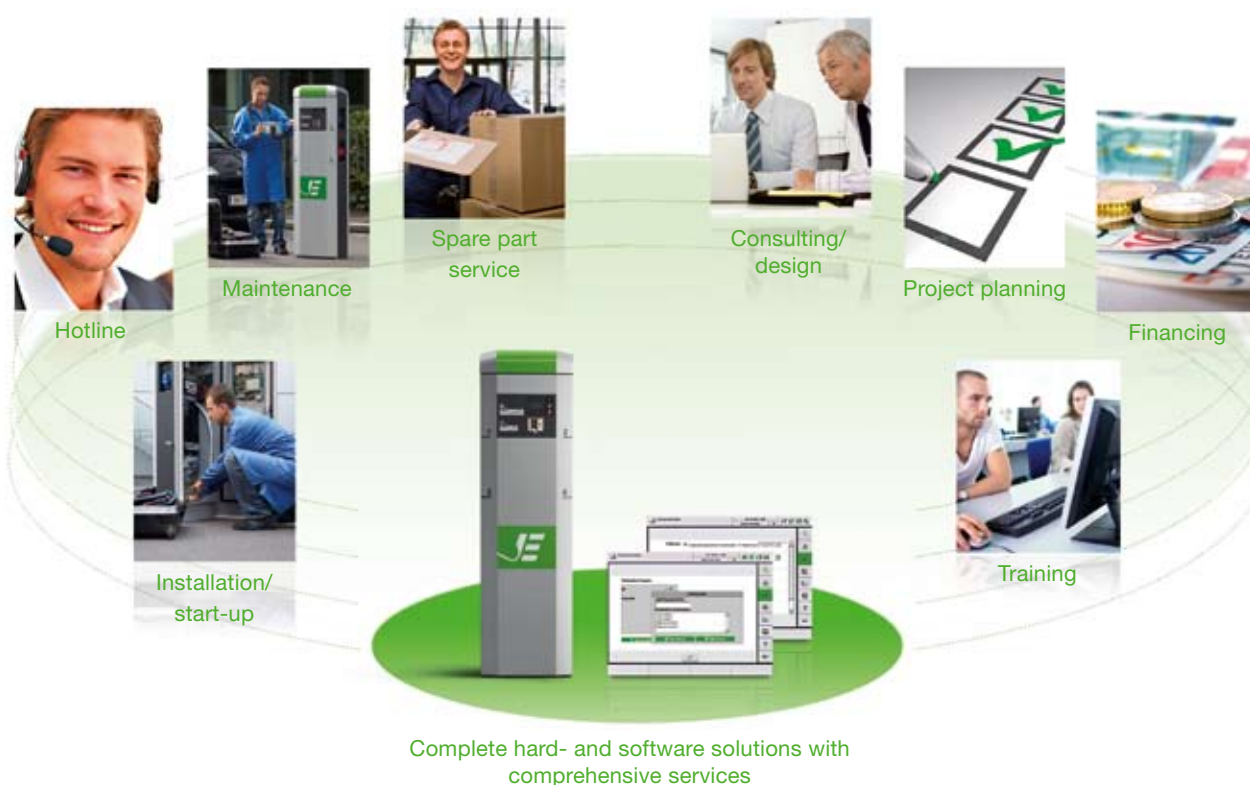 Spare part
service
Consulting/
design
Maintenance
Project planning
Hotline
Financing
Installation/
start-up
Training
JE
Complete hard- and software solutions with
comprehensive services